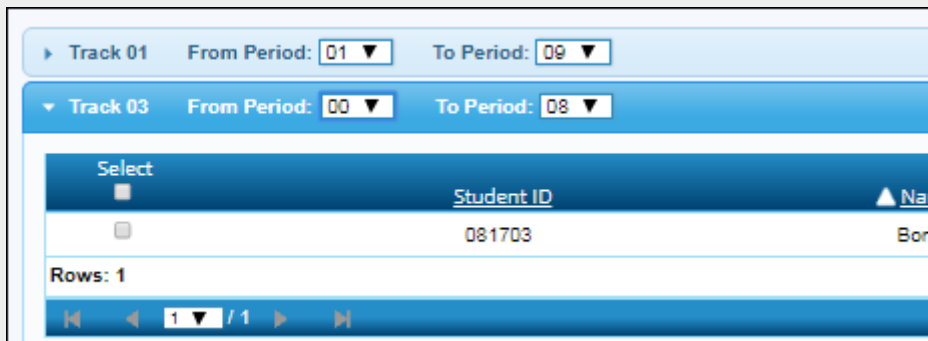 Track 01 From Period: 01 To Period: 09
Track 03 From Period: 00 To Period: 08
Select
Student ID
081703
Rows: 1
1 / 1